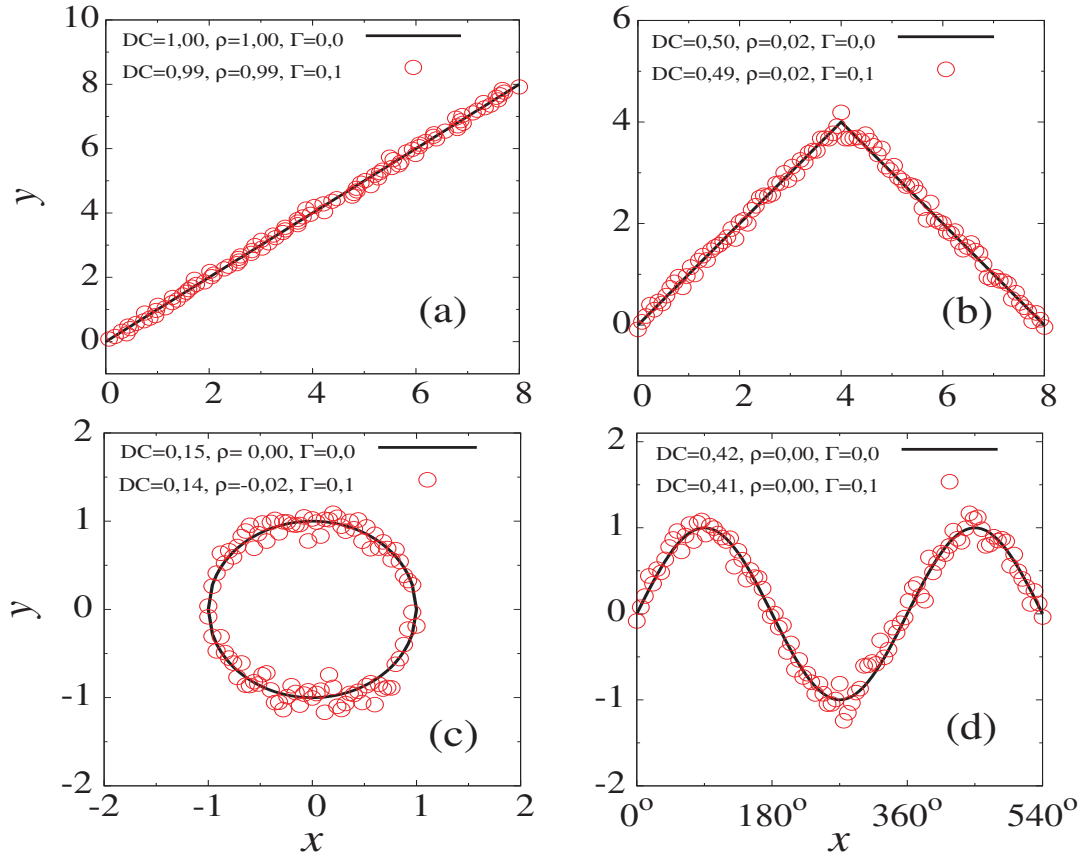 DC=1,00, ρ=1,00, Γ=0,0
DC=0,99, ρ=0,99, Γ=0,1
10
8
6
4
2
0
y
(a)
0 2 4 6 8
DC=0,50, ρ=0,02, Γ=0,0
DC=0,49, ρ=0,02, Γ=0,1
6
4
2
0
(b)
0 2 4 6 8
DC=0,15, ρ= 0,00, Γ=0,0
DC=0,14, ρ=-0,02, Γ=0,1
2
1
0
-1
-2
y
(c)
-2 -1 0 1 2
x
DC=0,42, ρ=0,00, Γ=0,0
DC=0,41, ρ=0,00, Γ=0,1
2
1
0
-1
-2
(d)
0º 180º 360º 540º
x